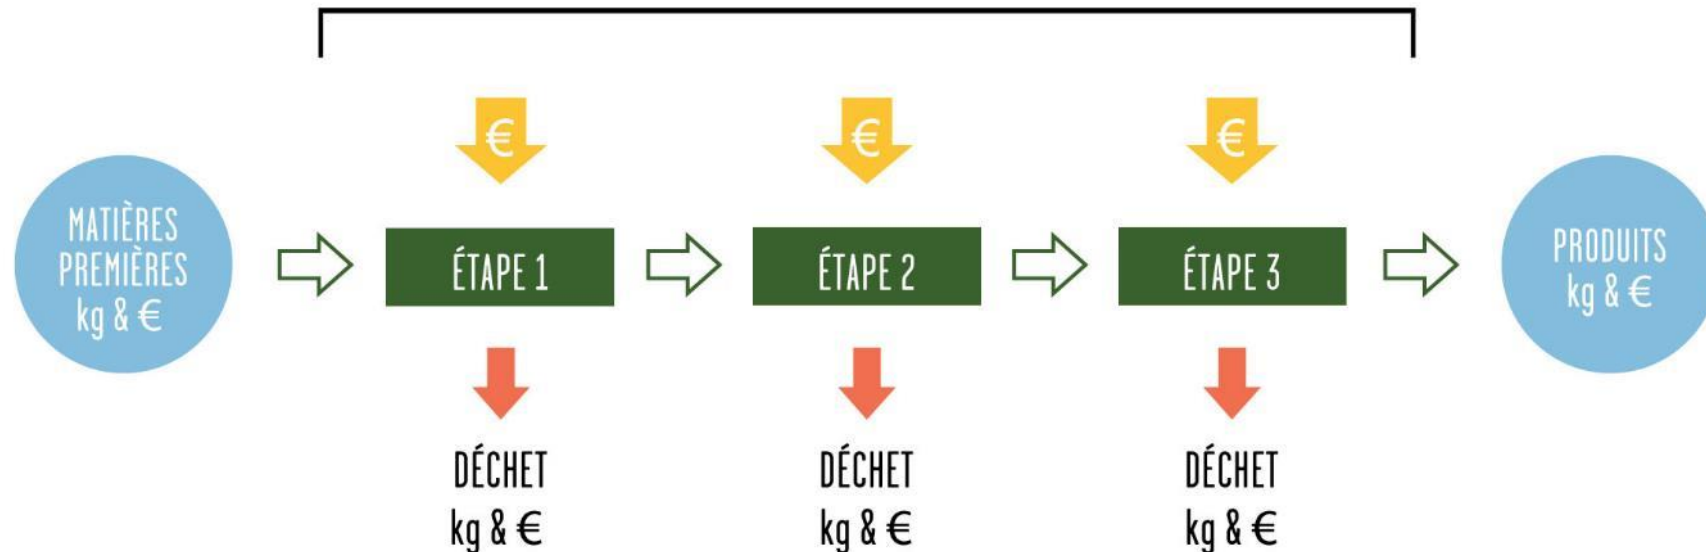 €
€
€
MATIÈRES
PREMIÈRES
kg & €
ÉTAPE 1
ÉTAPE 2
ÉTAPE 3
PRODUITS
kg & €
DÉCHET
kg & €
DÉCHET
kg & €
DÉCHET
kg & €